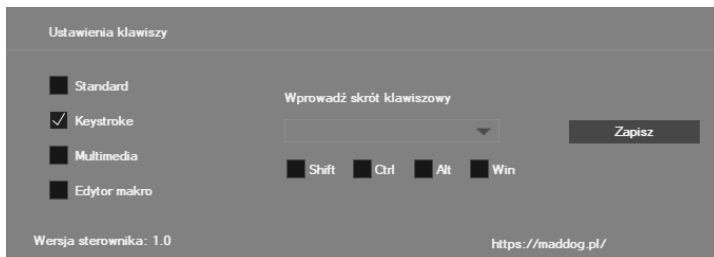 Ustawienia klawiszy
Standard
Keystroke
Multimedia
Edytor makro
Wprowadź skrót klawiszowy
Zapisz
Shift Ctrl Alt Win
Wersja sterownika: 1.0
https://maddog.pl/